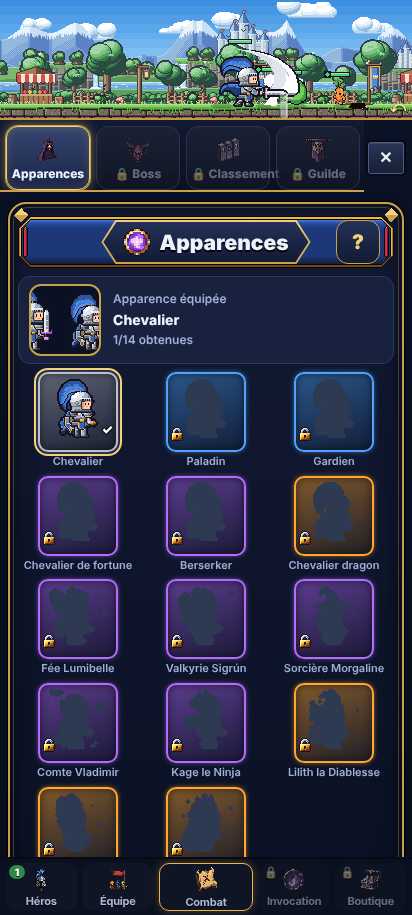 Apparences
Boss
Classement
Guilde
×
Apparences
?
Apparence équipée
Chevalier
1/14 obtenues
Chevalier
Paladin
Gardien
Chevalier de fortune
Berserker
Chevalier dragon
Fée Lumibelle
Valkyrie Sigrún
Sorcière Morgaline
Comte Vladimir
Kage le Ninja
Lilith la Diablesse
1
Héros
Équipe
Combat
Invocation
Boutique